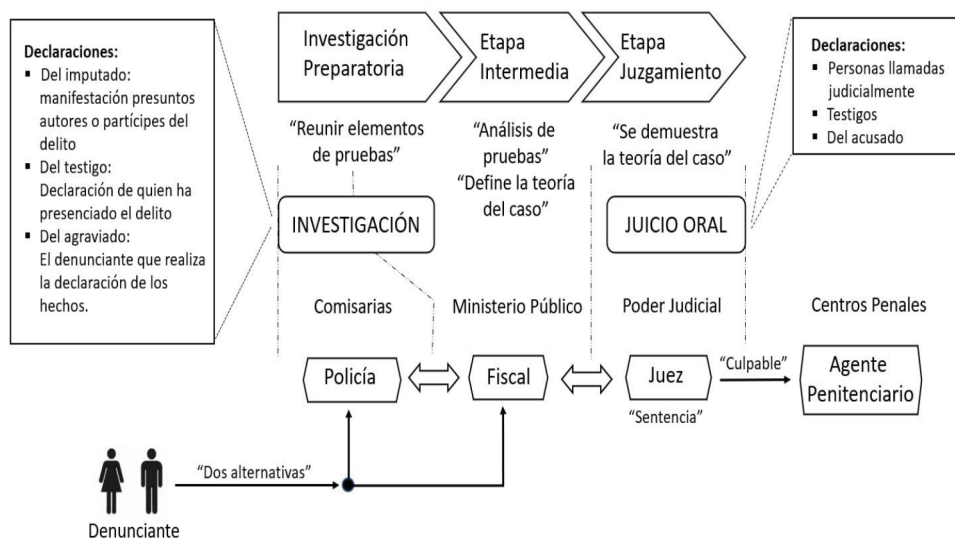 Declaraciones:
▪ Del imputado:
manifestación presuntos
autores o partícipes del
delito
▪ Del testigo:
Declaración de quien ha
presenciado el delito
▪ Del agraviado:
El denunciante que realiza
la declaración de los
hechos.
Investigación
Preparatoria
Etapa
Intermedia
Etapa
Juzgamiento
Declaraciones:
▪ Personas llamadas
judicialmente
▪ Testigos
▪ Del acusado
“Reunir elementos
de pruebas”
“Análisis de
pruebas”
“Define la teoría
del caso”
“Se demuestra
la teoría del caso”
INVESTIGACIÓN
JUICIO ORAL
Comisarias
Ministerio Público
Poder Judicial
Centros Penales
Policía
Fiscal
Juez
“Culpable”
Agente
Penitenciario
“Sentencia”
“Dos alternativas”
Denunciante